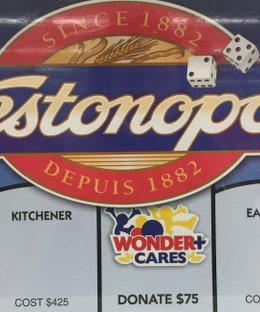 SINCE 1882
estonopo
DEPUIS 1882
KITCHENER
WONDER+
CARES
EA
COST $425
DONATE $75
CO